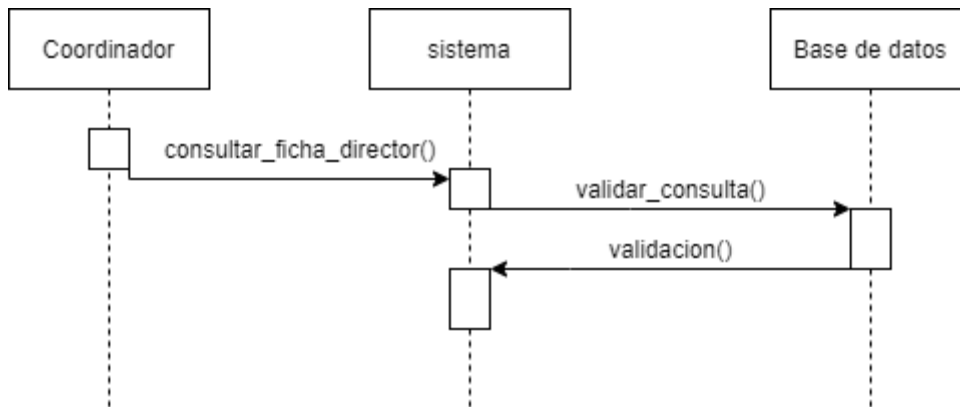 Coordinador
sistema
Base de datos
consultar_ficha_director()
validar_consulta()
validacion()